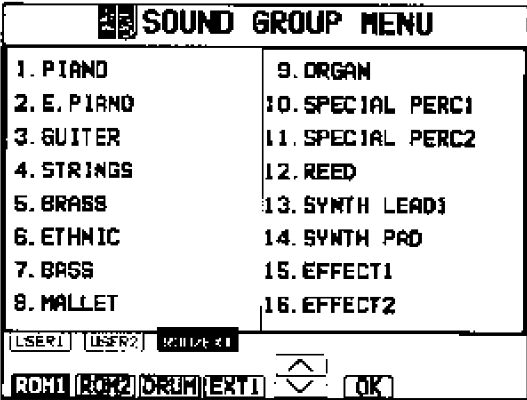 SOUND GROUP MENU
1. PIANO
2. E. PIANO
3. GUITER
4. STRINGS
5. BRASS
6. ETHNIC
7. BASS
8. MALLET
9. ORGAN
10. SPECIAL PERC1
11. SPECIAL PERC2
12. REED
13. SYNTH LEAD1
14. SYNTH PAD
15. EFFECT1
16. EFFECT2
USER1 USER2
ROM1 ROM2 DRUM EXT1 OK